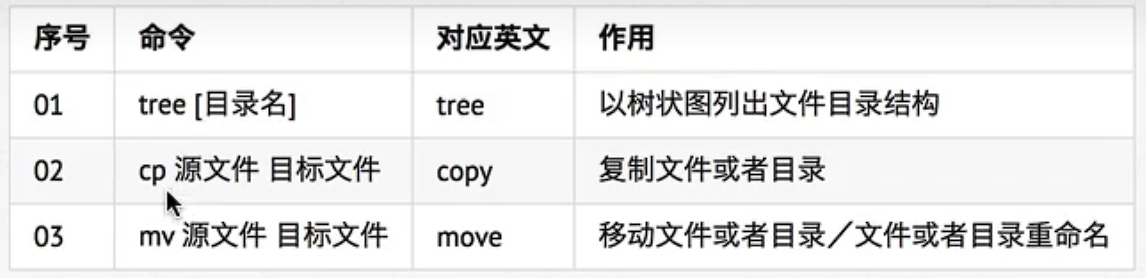 序号 命令 对应英文 作用
01 tree [目录名] tree 以树状图列出文件目录结构
02 cp 源文件 目标文件 copy 复制文件或者目录
03 mv 源文件 目标文件 move 移动文件或者目录／文件或者目录重命名